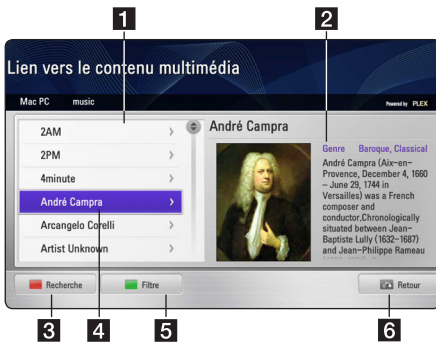 1
2
Lien vers le contenu multimédia
Mac PC music
Powered by PLEX
2AM
2PM
4minute
André Campra
Arcangelo Corelli
Artist Unknown
André Campra
Genre Baroque, Classical
André Campra (Aix-en-
Provence, December 4, 1660
– June 29, 1744 in
Versailles) was a French
composer and
conductor,Chronologically
situated between Jean-
Baptiste Lully (1632-1687)
and Jean-Philippe Rameau
Recherche
Filtre
Retour
3
4
5
6